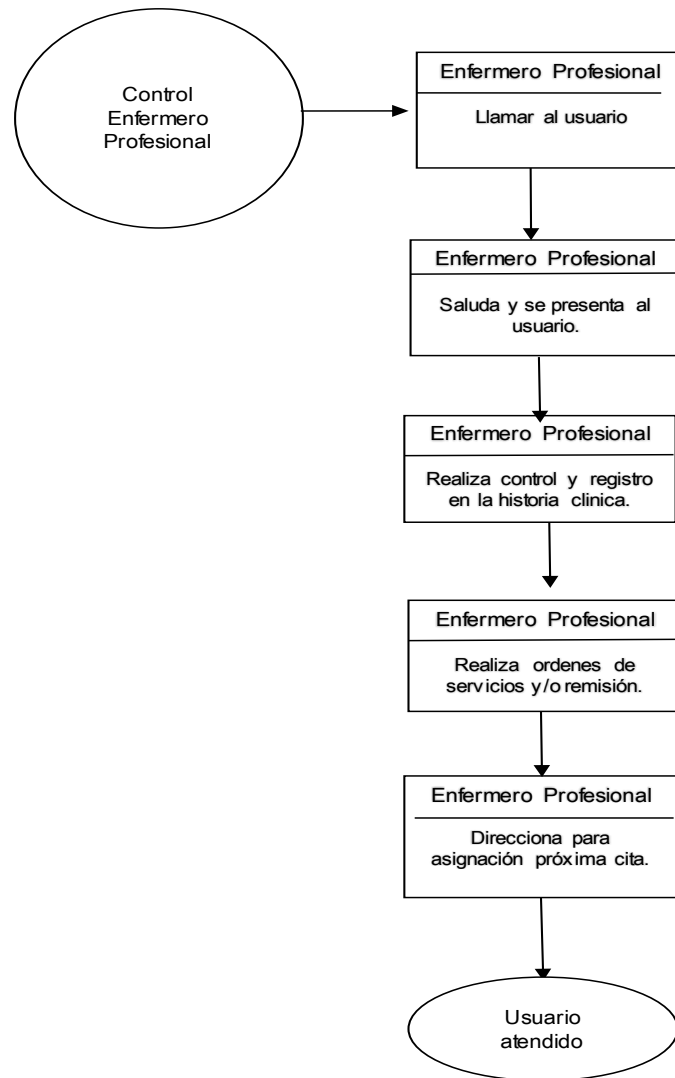 Control
Enfermero
Profesional
Enfermero Profesional
Llamar al usuario
Enfermero Profesional
Saluda y se presenta al
usuario.
Enfermero Profesional
Realiza control y registro
en la historia clinica.
Enfermero Profesional
Realiza ordenes de
servicios y/o remisión.
Enfermero Profesional
Direcciona para
asignación próxima cita.
Usuario
atendido